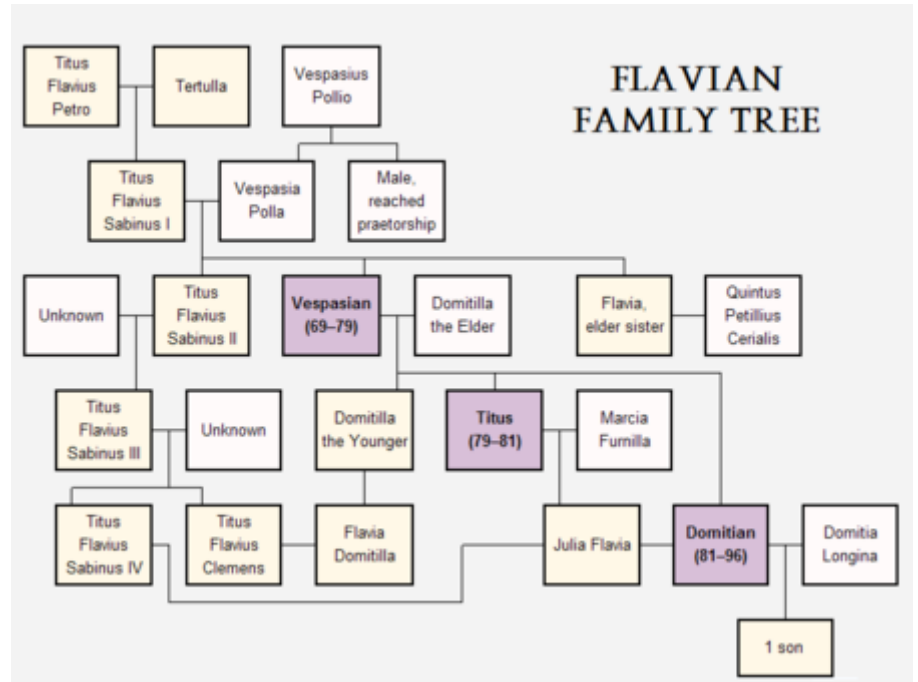 FLAVIAN
FAMILY TREE
Titus
Flavius
Petro
Tertulla
Vespasius
Pollio
Titus
Flavius
Sabinus I
Vespasia
Polla
Male,
reached
praetorship
Unknown
Titus
Flavius
Sabinus II
Vespasian
(69–79)
Domitilla
the Elder
Flavia,
elder sister
Quintus
Petillius
Cerialis
Titus
Flavius
Sabinus III
Unknown
Domitilla
the Younger
Titus
(79–81)
Marcia
Furnilla
Titus
Flavius
Sabinus IV
Titus
Flavius
Clemens
Flavia
Domitilla
Julia Flavia
Domitian
(81–96)
Domitia
Longina
1 son